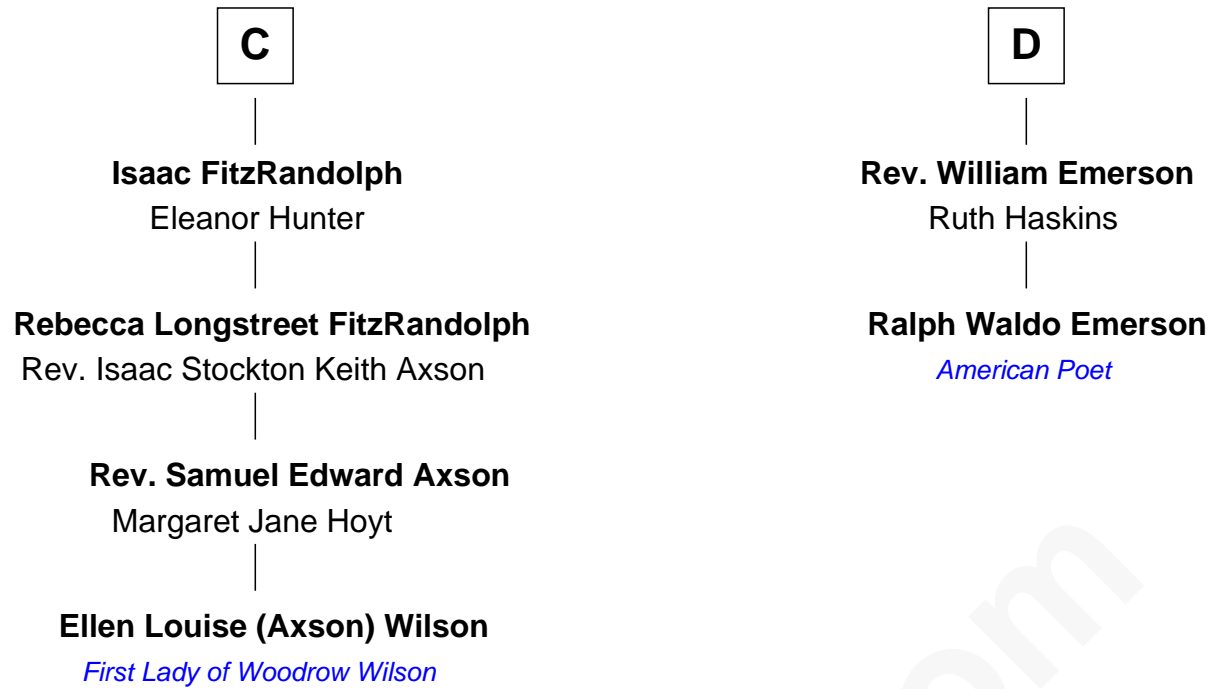 C
Isaac FitzRandolph
Eleanor Hunter
Rebecca Longstreet FitzRandolph
Rev. Isaac Stockton Keith Axson
Rev. Samuel Edward Axson
Margaret Jane Hoyt
Ellen Louise (Axson) Wilson
First Lady of Woodrow Wilson
D
Rev. William Emerson
Ruth Haskins
Ralph Waldo Emerson
American Poet
om